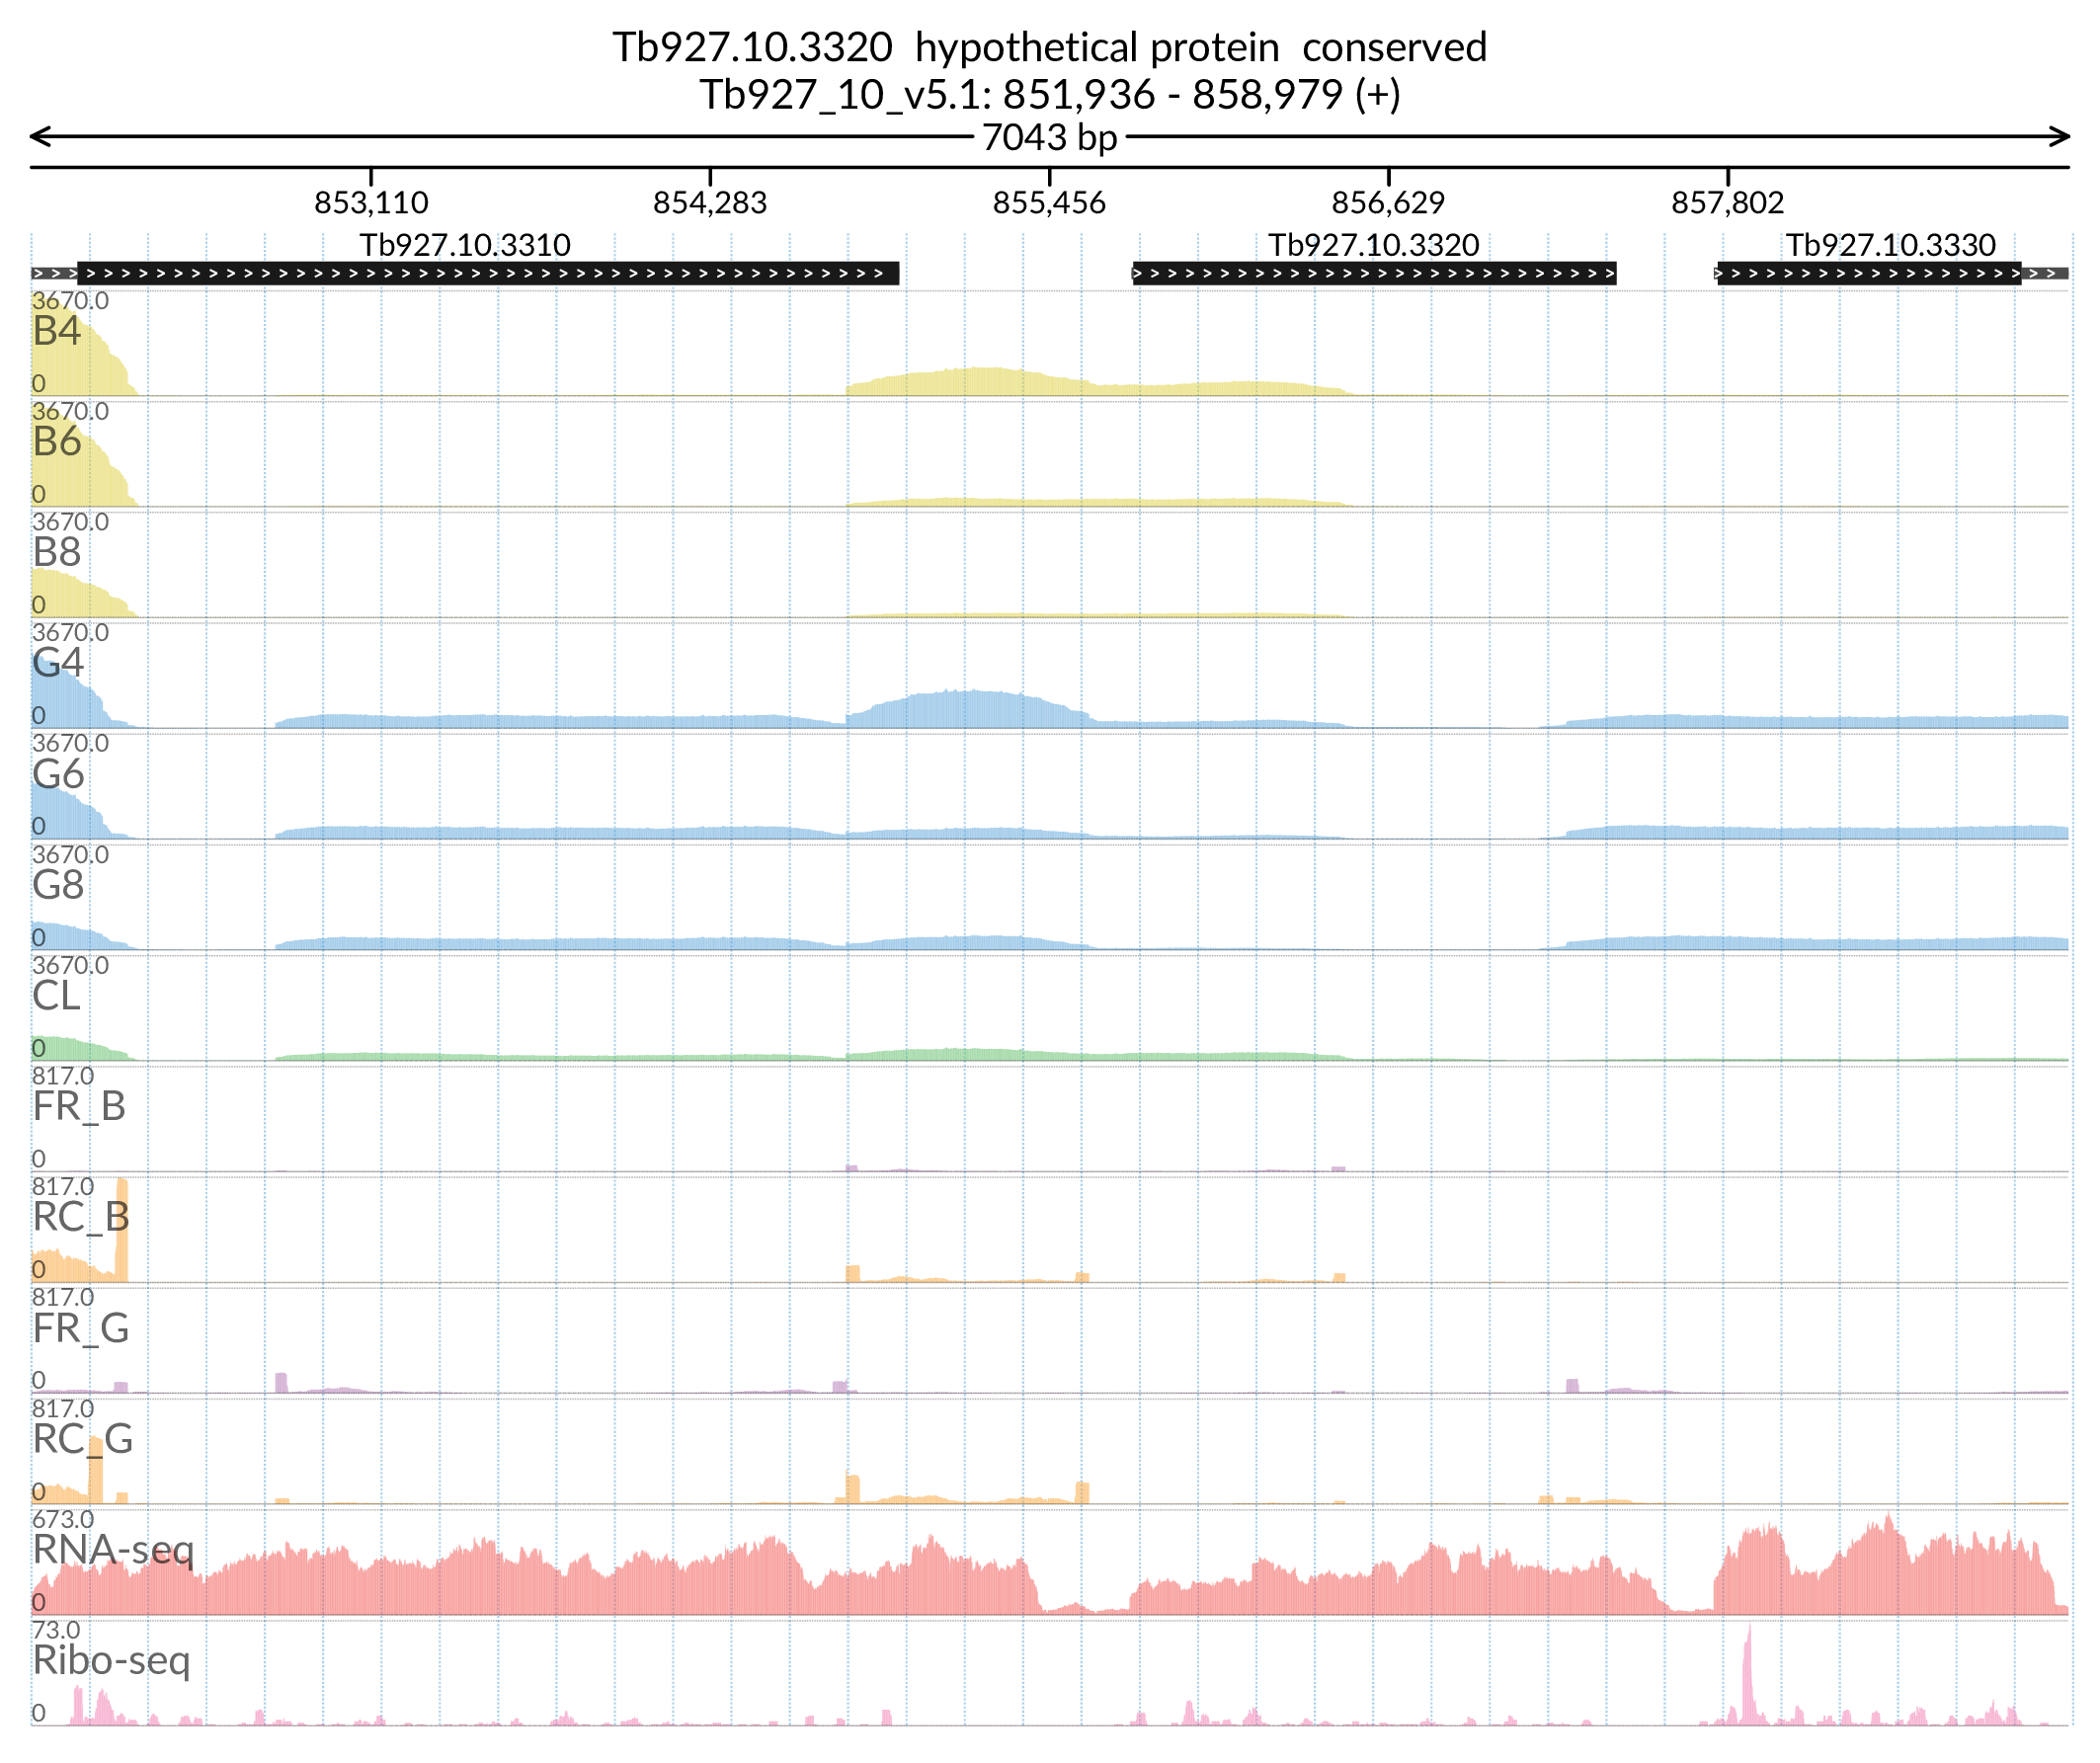 Tb927.10.3320  hypothetical protein  conserved
Tb927_10_v5.1: 851,936 - 858,979 (+)
7043 bp
853,110 854,283 855,456 856,629 857,802
Tb927.10.3310 Tb927.10.3320 Tb927.10.3330
3670.0
B4
0
3670.0
B6
0
3670.0
B8
0
3670.0
G4
0
3670.0
G6
0
3670.0
G8
0
3670.0
CL
0
817.0
FR_B
0
817.0
RC_B
0
817.0
FR_G
0
817.0
RC_G
0
673.0
RNA-seq
0
73.0
Ribo-seq
0